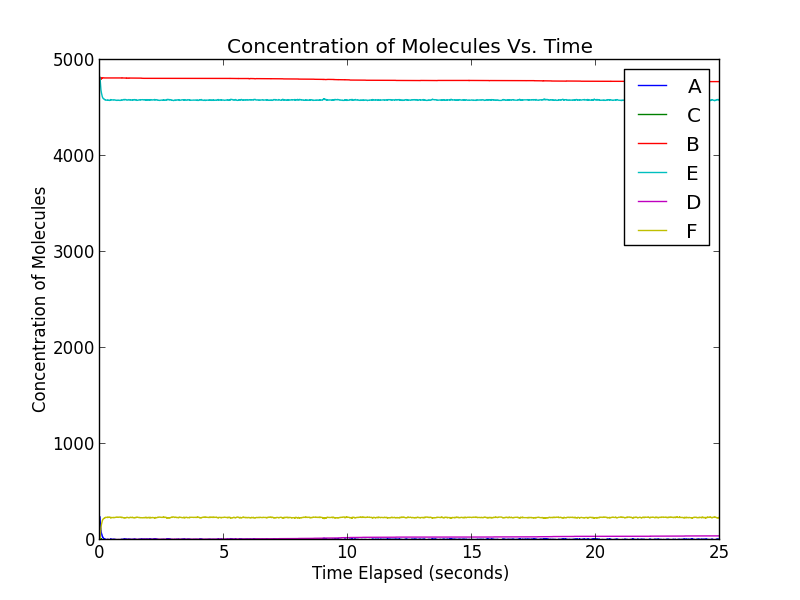 Concentration of Molecules Vs. Time
Concentration of Molecules
5000
4000
3000
2000
1000
0
A
C
B
E
D
F
0 5 10 15 20 25
Time Elapsed (seconds)